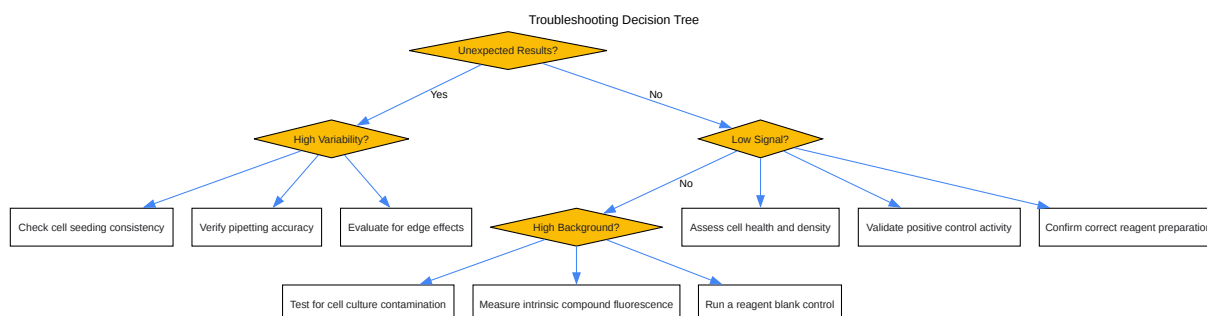 Troubleshooting Decision Tree
Unexpected Results?
Yes
No
High Variability?
Low Signal?
No
Check cell seeding consistency
Verify pipetting accuracy
Evaluate for edge effects
High Background?
Assess cell health and density
Validate positive control activity
Confirm correct reagent preparation
Test for cell culture contamination
Measure intrinsic compound fluorescence
Run a reagent blank control